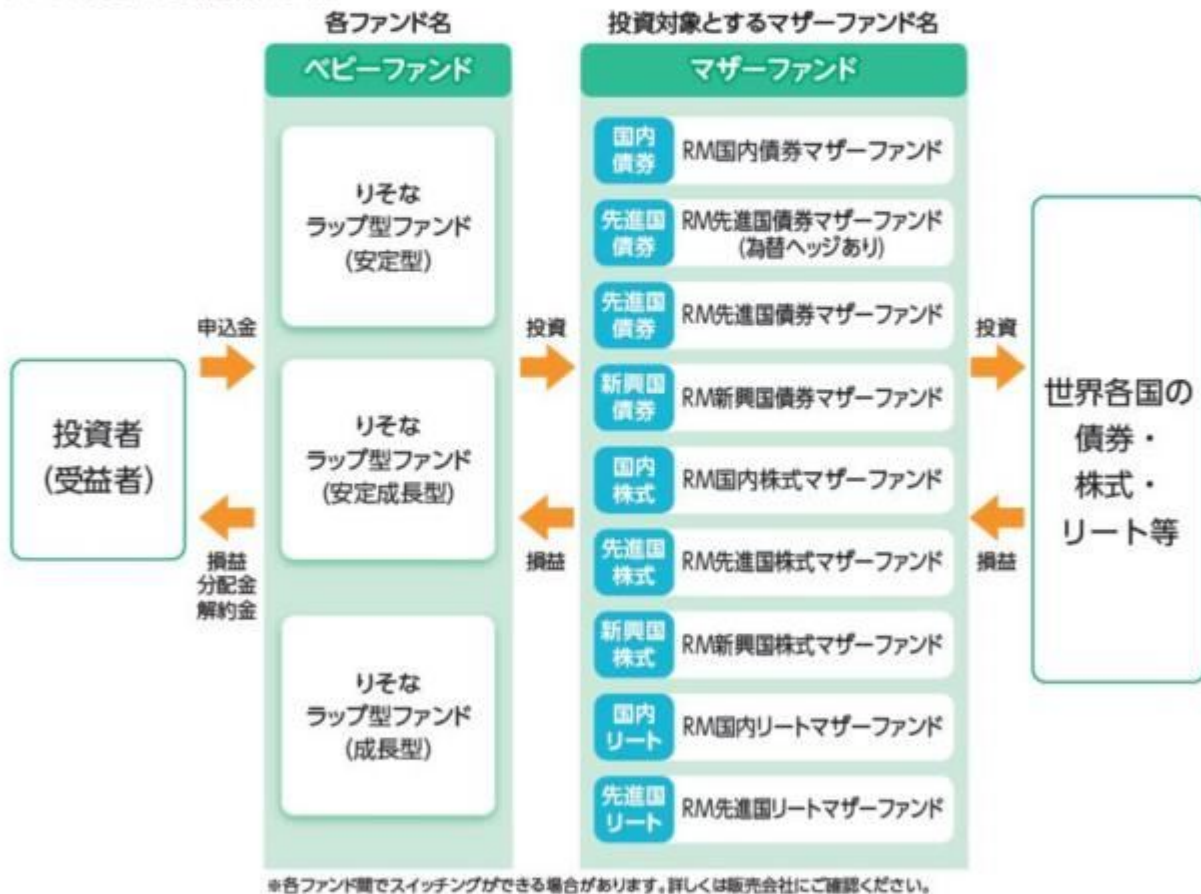 各ファンド名
投資対象とするマザーファンド名
ベビーファンド
マザーファンド
りそな
ラップ型ファンド
(安定型)
りそな
ラップ型ファンド
(安定成長型)
りそな
ラップ型ファンド
(成長型)
国内
債券
RM国内債券マザーファンド
先進国
債券
RM先進国債券マザーファンド
(為替ヘッジあり)
先進国
債券
RM先進国債券マザーファンド
新興国
債券
RM新興国債券マザーファンド
国内
株式
RM国内株式マザーファンド
先進国
株式
RM先進国株式マザーファンド
新興国
株式
RM新興国株式マザーファンド
国内
リート
RM国内リートマザーファンド
先進国
リート
RM先進国リートマザーファンド
投資者
(受益者)
申込金
損益
分配金
解約金
投資
損益
投資
損益
世界各国の
債券・
株式・
リート等
※各ファンド間でスイッチングができる場合があります。詳しくは販売会社にご確認ください。